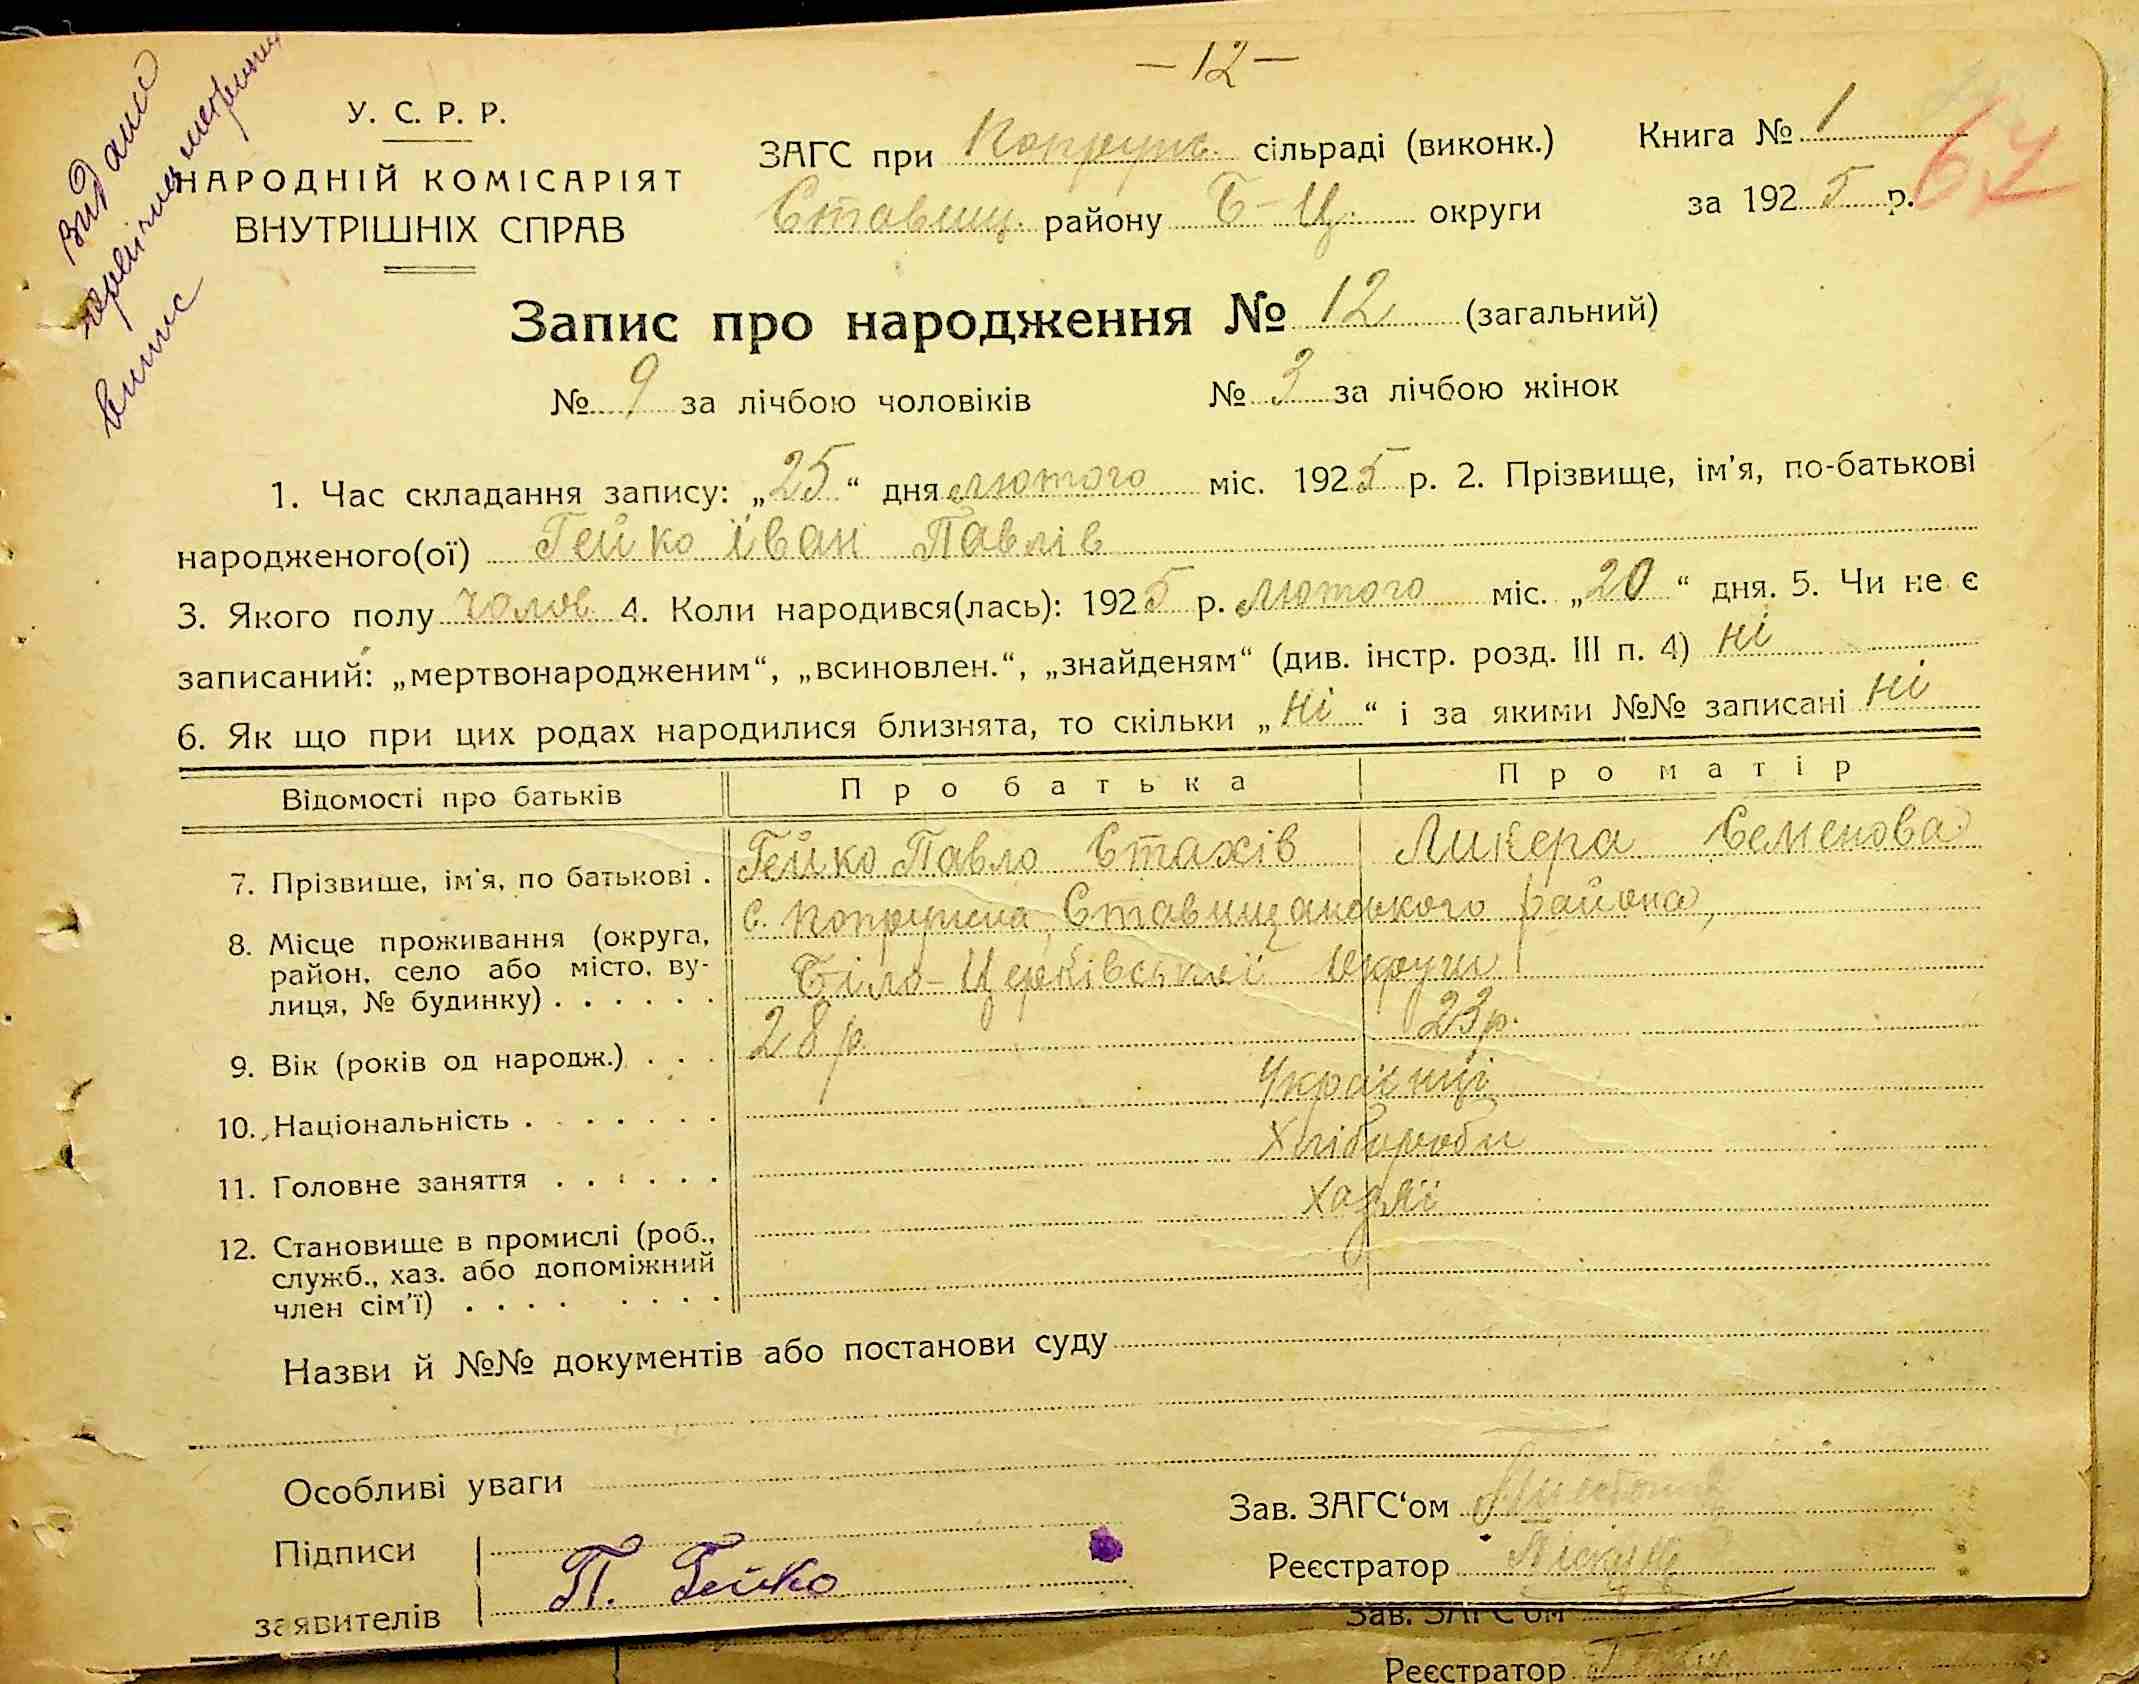 — 12 —
Видано
выпис
У. С. Р. Р.
НАРОДНІЙ КОМІСАРІЯТ
ВНУТРІШНІХ СПРАВ
ЗАГС при сільраді (виконк.)
Ставищ. району Б-Ц. округи
Книга № 1
за 1925 р.
67
Запис про народження № 12 (загальний)
№ 9 за лічбою чоловіків № 3 за лічбою жінок
1. Час складання запису: „25“ дня лютого міс. 1925 р. 2. Прізвище, ім'я, по-батькові
народженого(ої) Гейко Іван Павлів
3. Якого полу чолов. 4. Коли народився(лась): 1925 р. лютого міс. „20“ дня. 5. Чи не є
записаний: „мертвонародженим“, „всиновлен.“, „знайденям“ (див. інстр. розд. III п. 4) ні
6. Як що при цих родах народилися близнята, то скільки „ні“ і за якими №№ записані ні
Відомості про батьків Про батька Про матір
7. Прізвище, ім'я, по батькові . Гейко Павло Стахів Ликера Семенова
8. Місце проживання (округа, район, село або місто, вулиця, № будинку) . . . . . . с. Ставищанського района,
Біло-Церківської округи
9. Вік (років од народж.) . . . 28 р. 23 р.
10. Національність . . . . . . . Українці
11. Головне заняття . . . . . . Хлібороби
12. Становище в промислі (роб., служб., хаз. або допоміжний член сім'ї) . . . . . . . . хазяї
Назви й №№ документів або постанови суду
Особливі уваги
Зав. ЗАГС'ом
Підписи
заявителів
П. Гейко
Реєстратор
Зав. ЗАГС'ом
Реєстратор